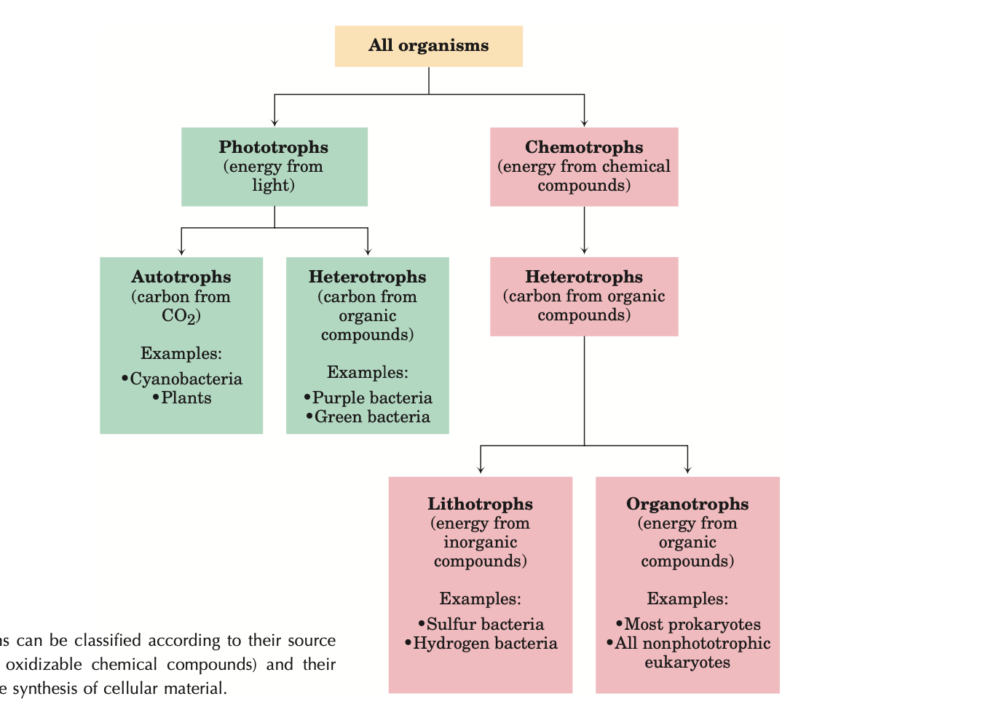 All organisms
Phototrophs
(energy from
light)
Chemotrophs
(energy from chemical
compounds)
Autotrophs
(carbon from
CO2)
Examples:
•Cyanobacteria
•Plants
Heterotrophs
(carbon from
organic
compounds)
Examples:
•Purple bacteria
•Green bacteria
Heterotrophs
(carbon from organic
compounds)
Lithotrophs
(energy from
inorganic
compounds)
Examples:
•Sulfur bacteria
•Hydrogen bacteria
Organotrophs
(energy from
organic
compounds)
Examples:
•Most prokaryotes
•All nonphototrophic
eukaryotes
can be classified according to their source
oxidizable chemical compounds) and their
synthesis of cellular material.